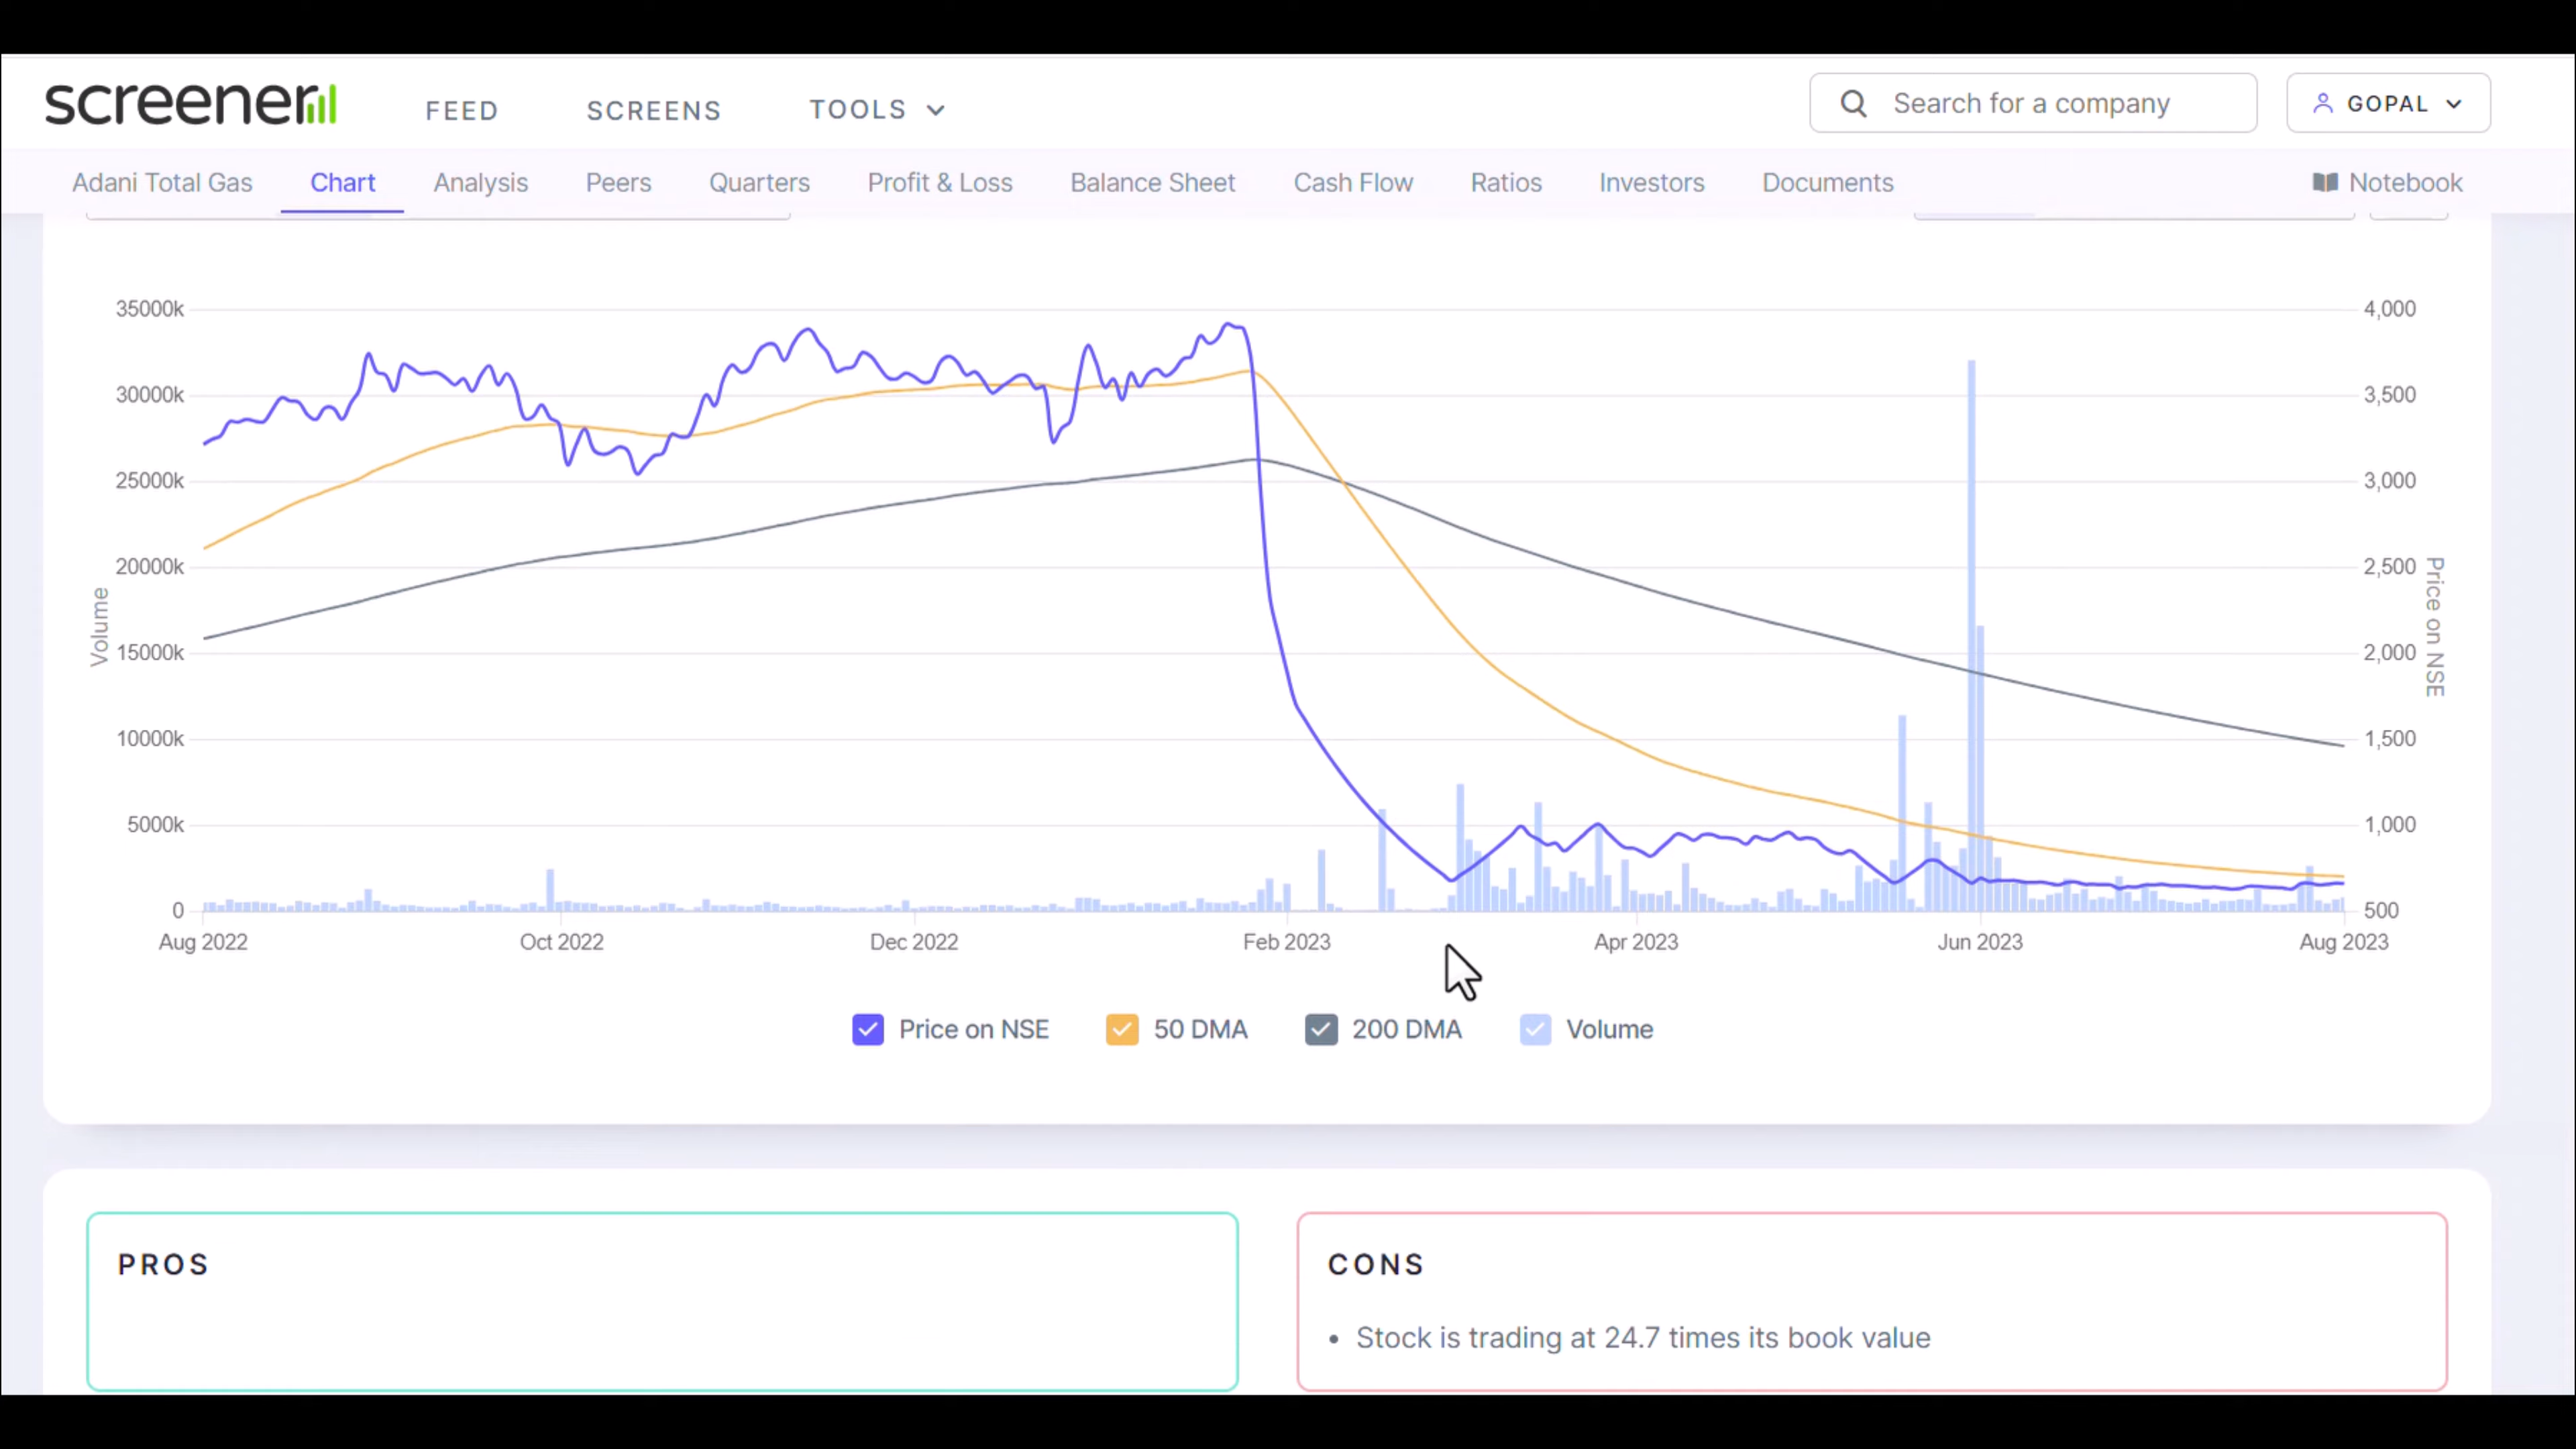 screener
FEED SCREENS TOOLS Search for a company GOPAL
Adani Total Gas Chart Analysis Peers Quarters Profit & Loss Balance Sheet Cash Flow Ratios Investors Documents Notebook
35000k 4,000
30000k 3,500
25000k 3,000
20000k 2,500
15000k 2,000
10000k 1,500
5000k 1,000
0 500
Volume
Price on NSE
Aug 2022 Oct 2022 Dec 2022 Feb 2023 Apr 2023 Jun 2023 Aug 2023
Price on NSE 50 DMA 200 DMA Volume
PROS
CONS
• Stock is trading at 24.7 times its book value